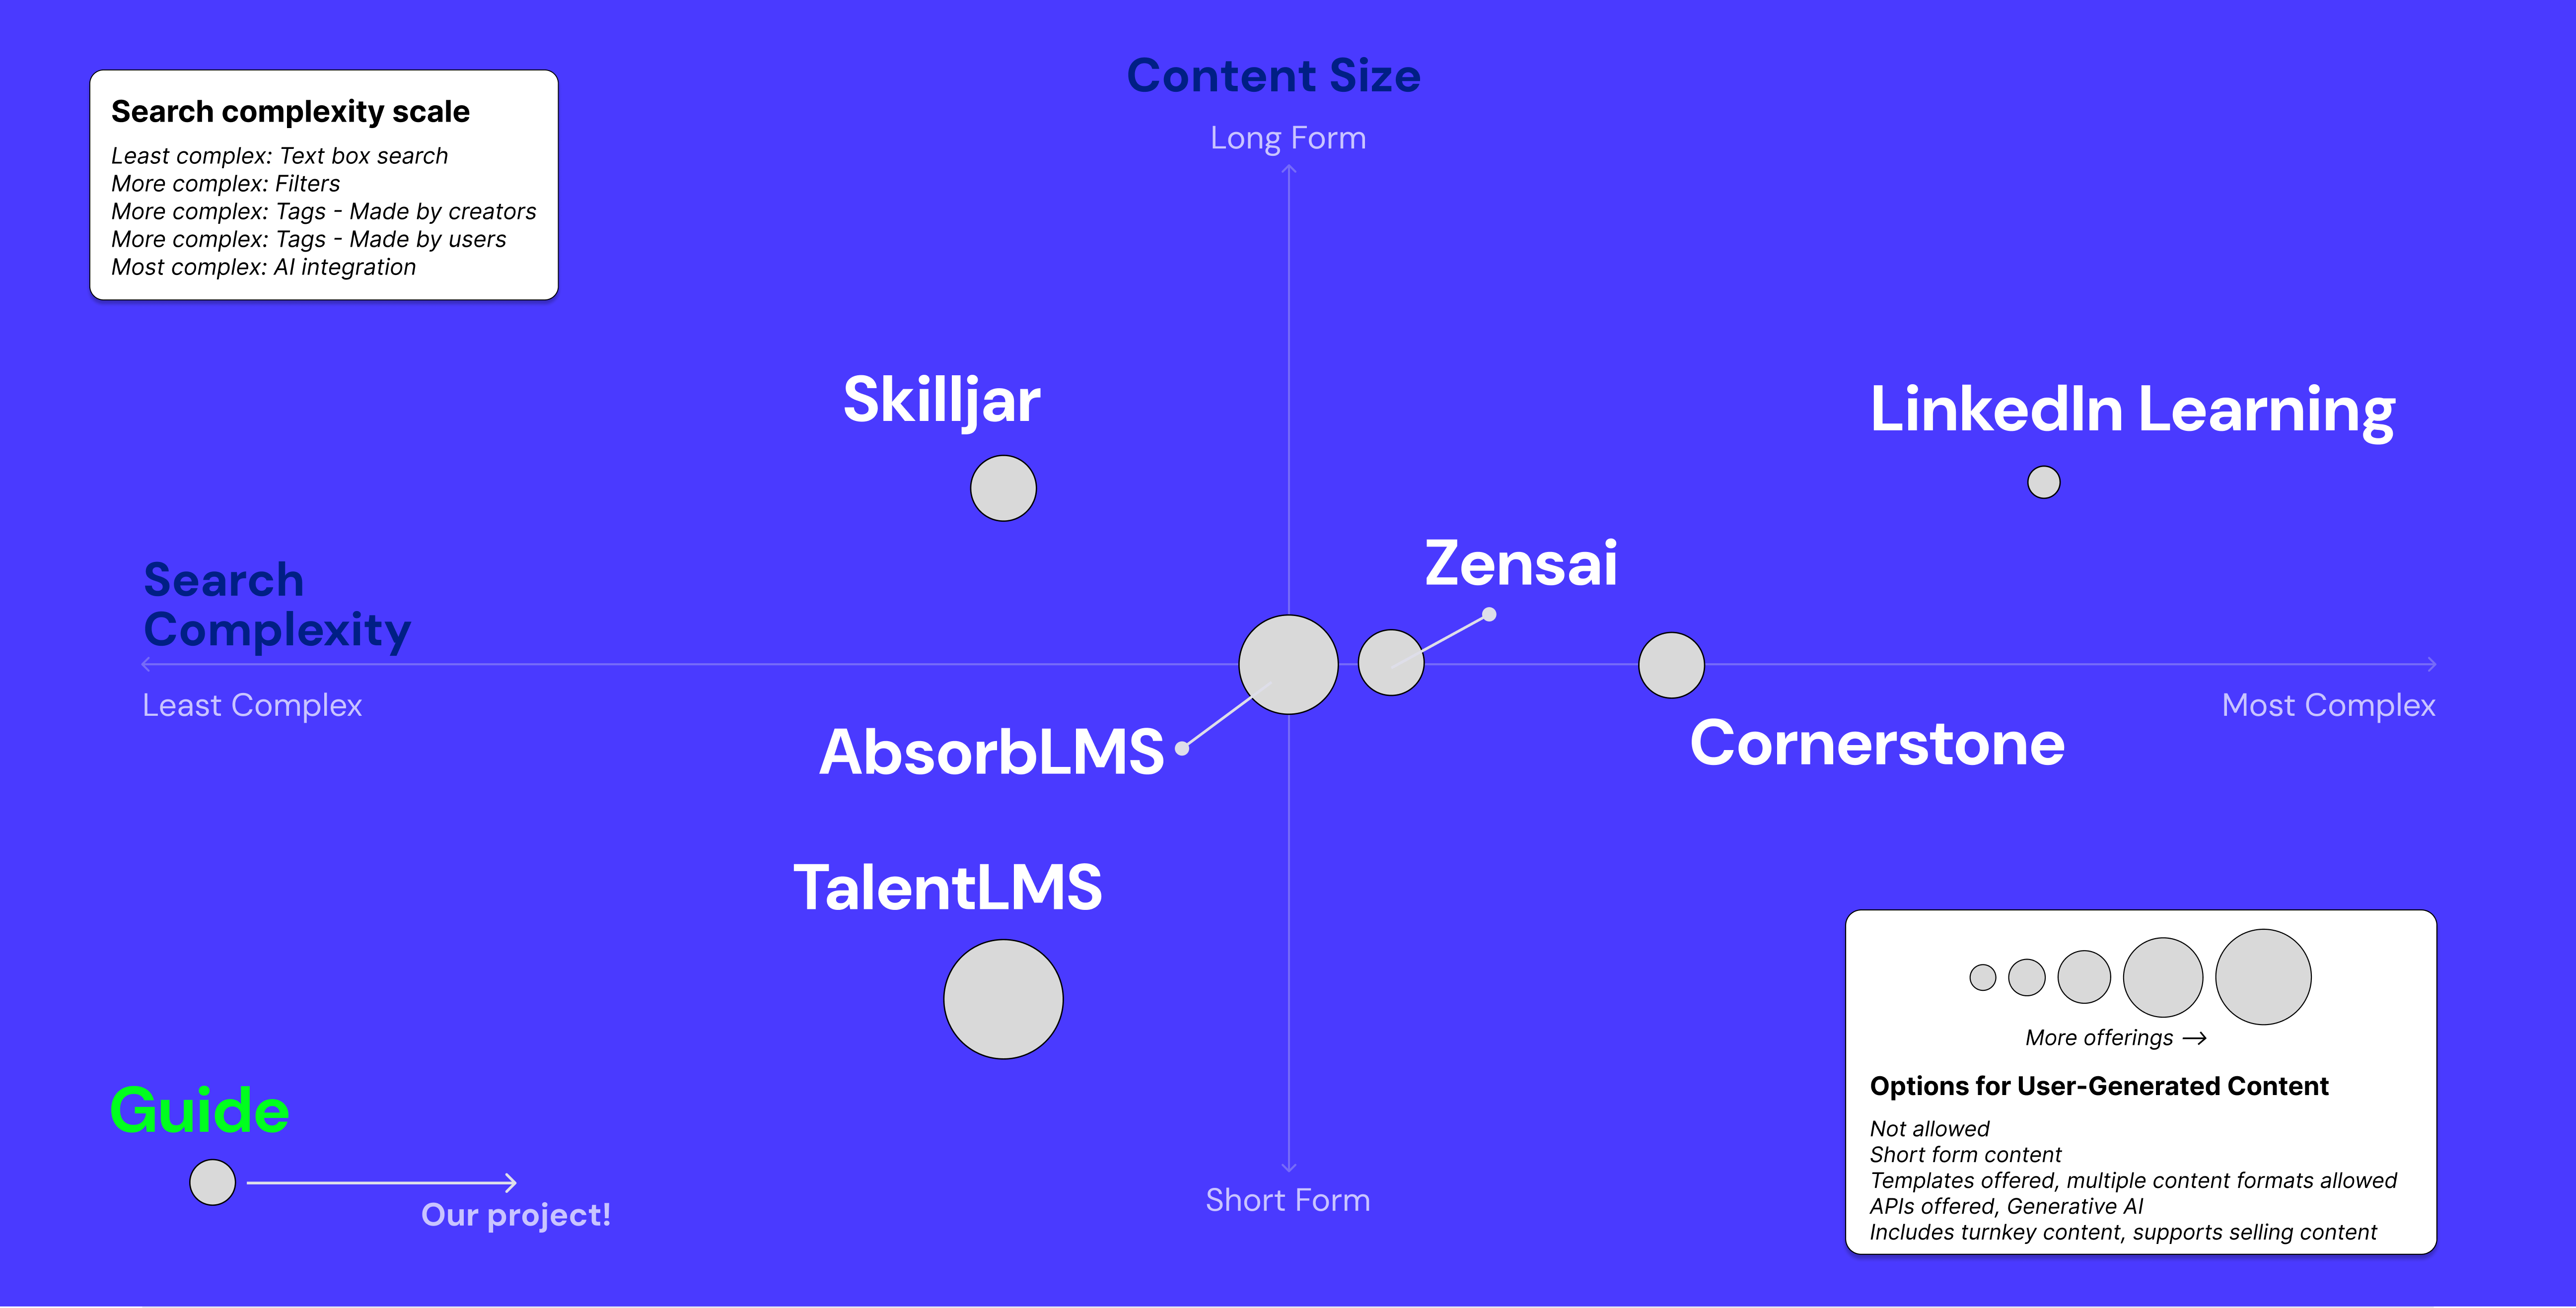 Content Size
Long Form
Search complexity scale
Least complex: Text box search
More complex: Filters
More complex: Tags - Made by creators
More complex: Tags - Made by users
Most complex: AI integration
Skilljar
LinkedIn Learning
Zensai
Search
Complexity
Least Complex
Most Complex
AbsorbLMS
Cornerstone
TalentLMS
Guide
Our project!
Short Form
More offerings →
Options for User-Generated Content
Not allowed
Short form content
Templates offered, multiple content formats allowed
APIs offered, Generative AI
Includes turnkey content, supports selling content